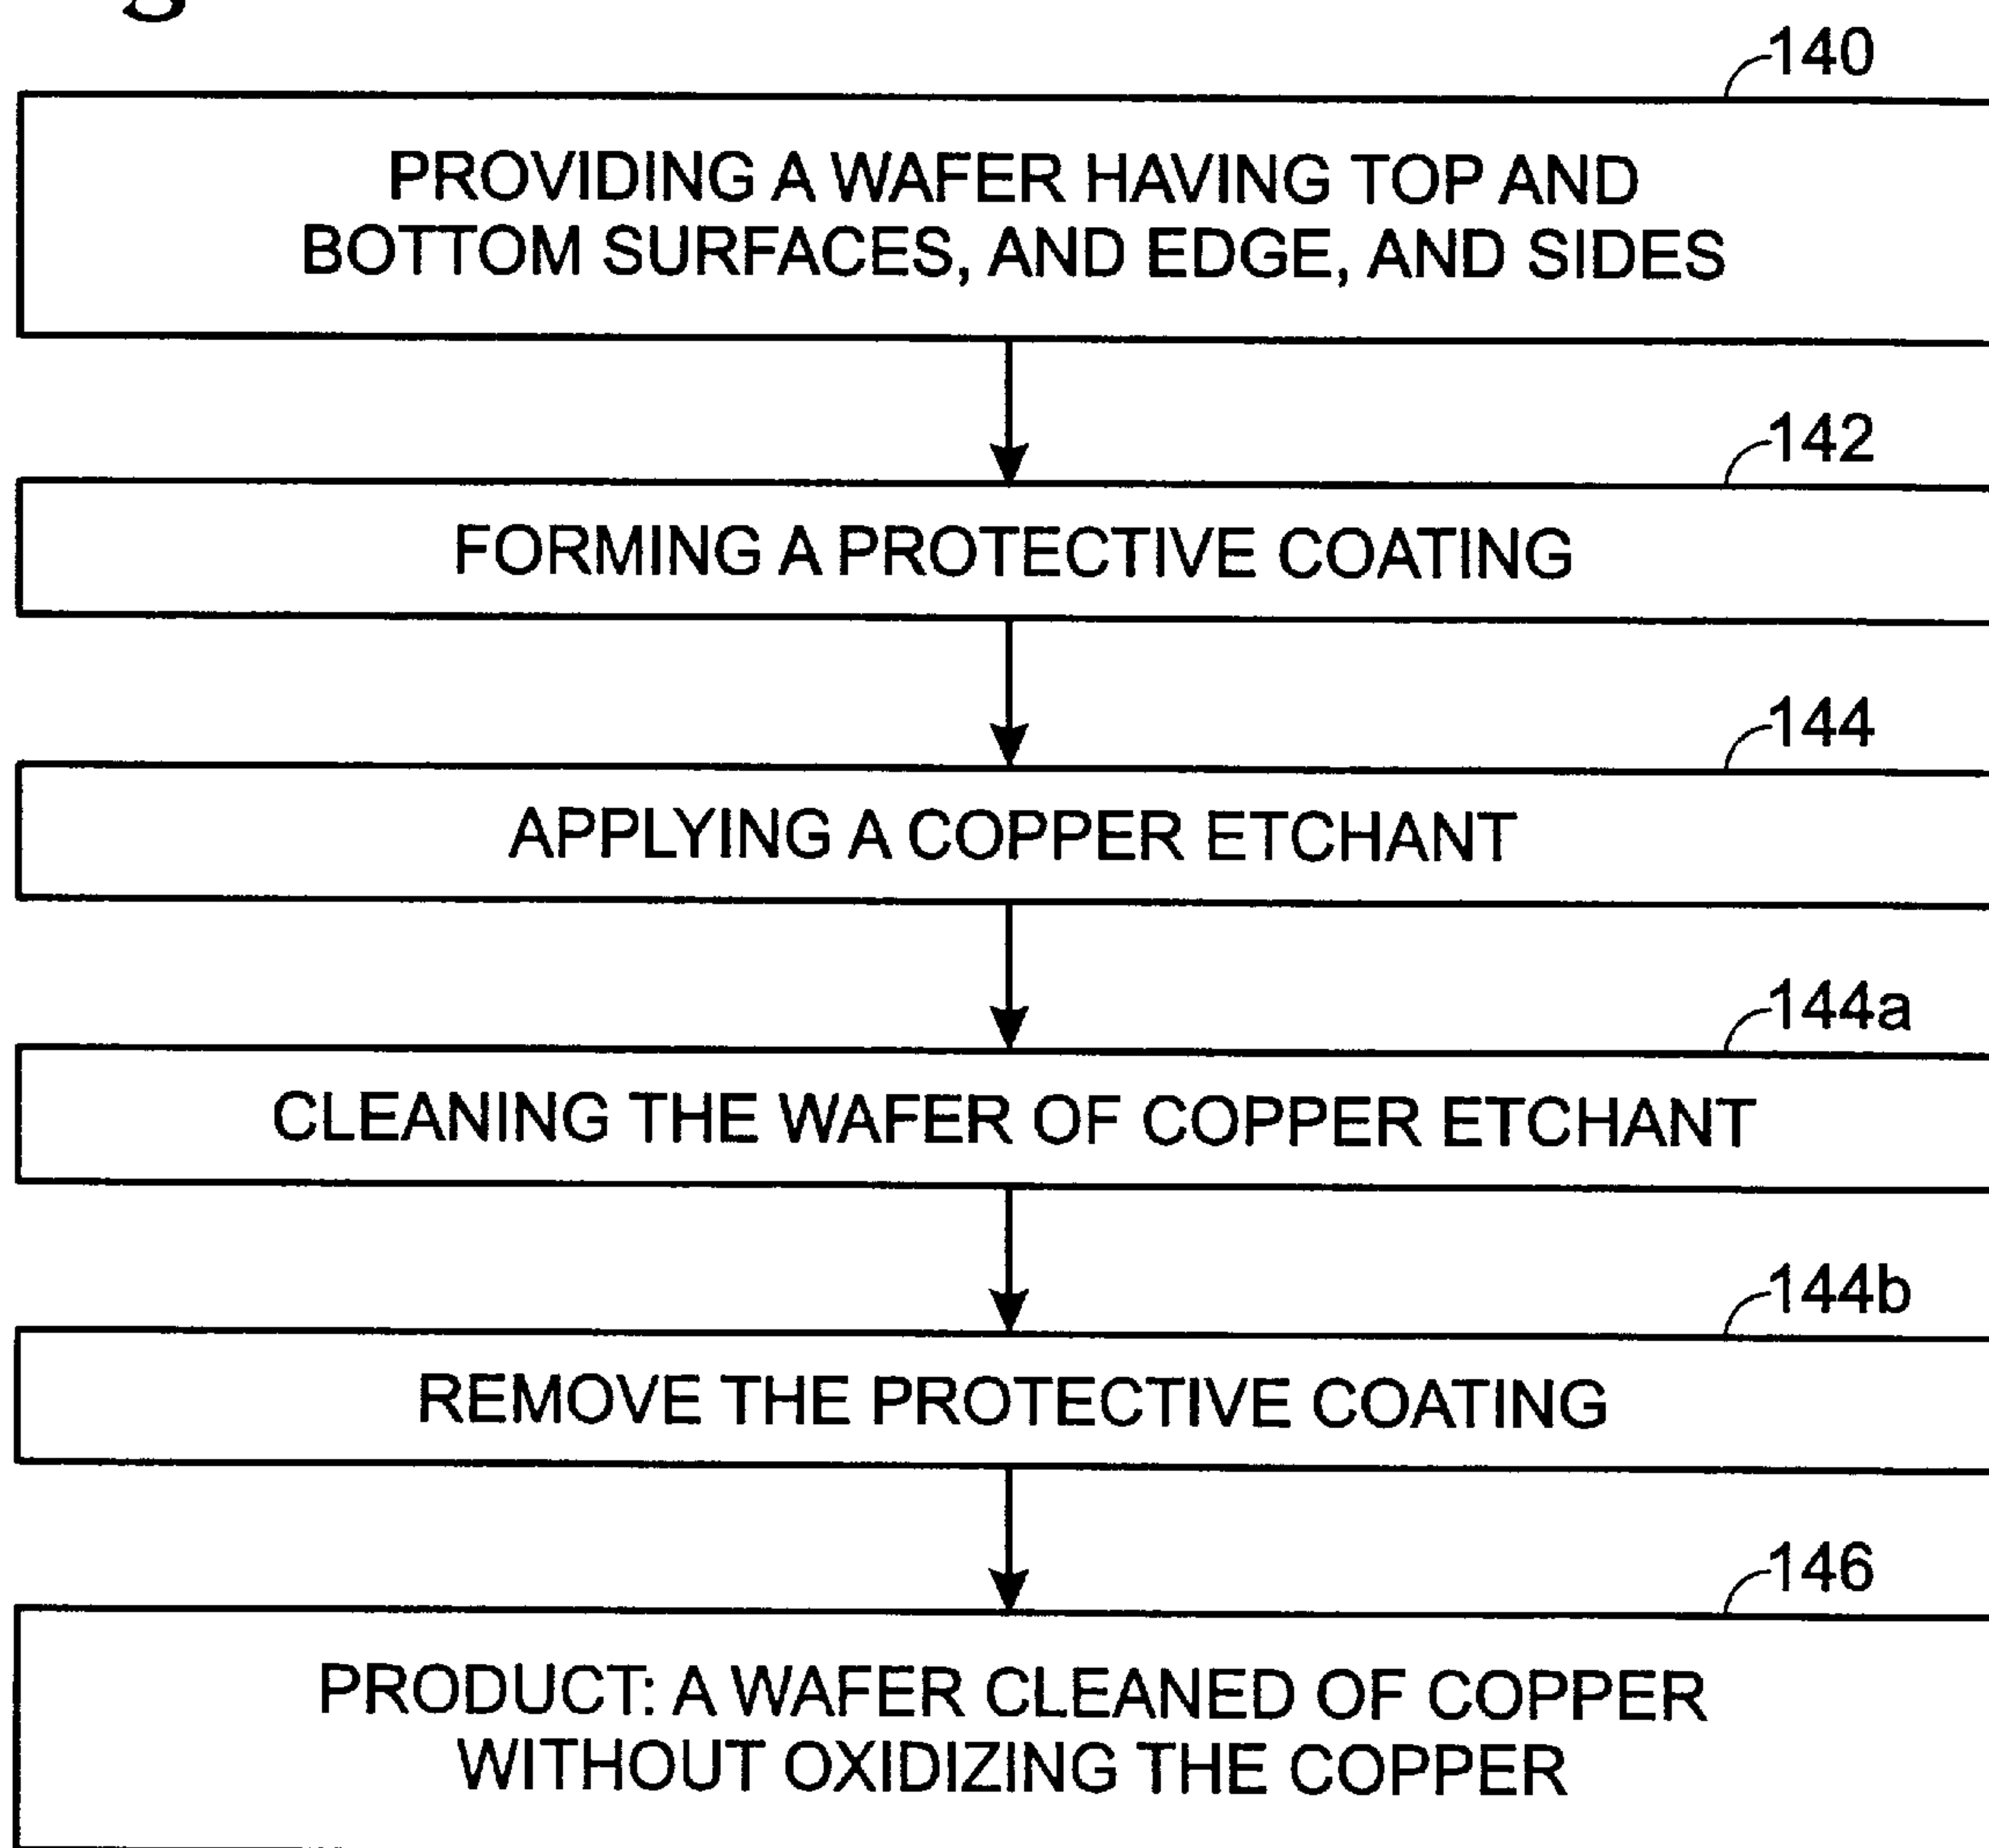 140
PROVIDING A WAFER HAVING TOP AND
BOTTOM SURFACES, AND EDGE, AND SIDES
142
FORMING A PROTECTIVE COATING
144
APPLYING A COPPER ETCHANT
144a
CLEANING THE WAFER OF COPPER ETCHANT
144b
REMOVE THE PROTECTIVE COATING
146
PRODUCT: A WAFER CLEANED OF COPPER
WITHOUT OXIDIZING THE COPPER